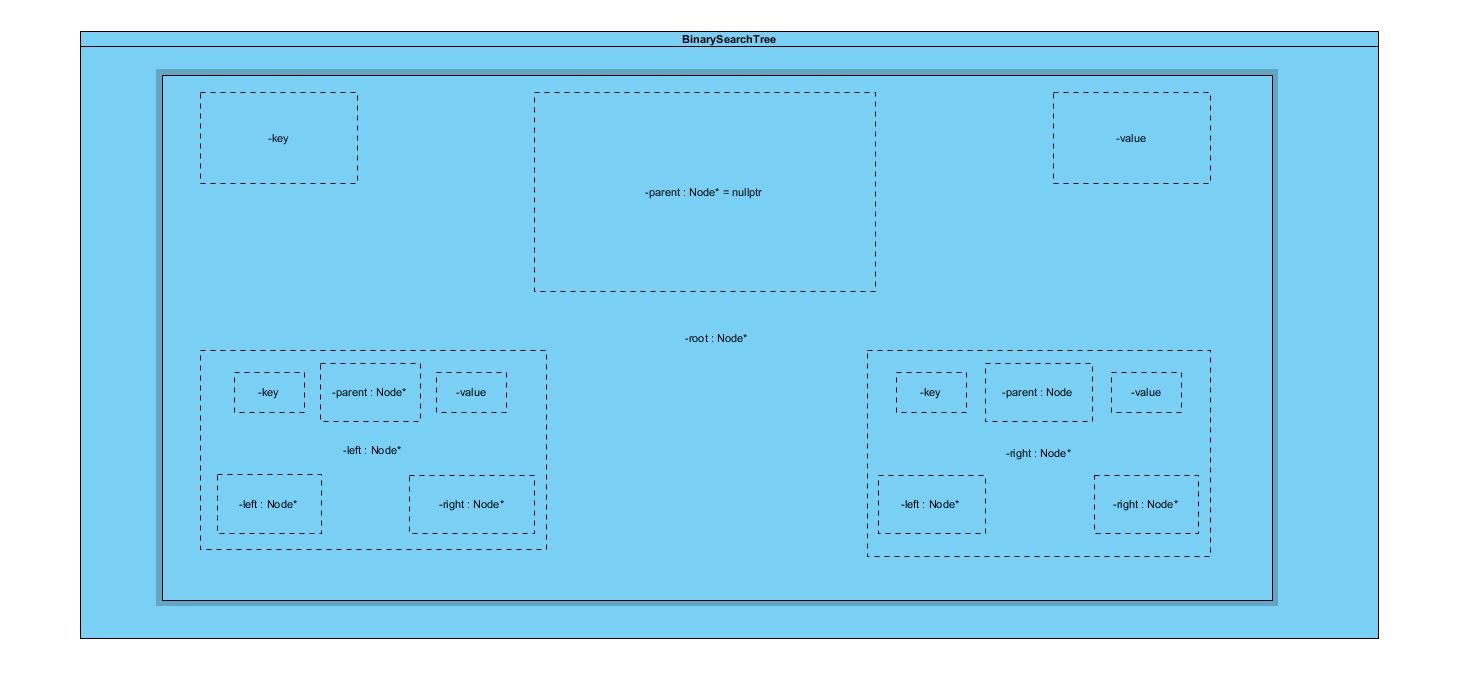 BinarySearchTree
-key
-parent : Node* = nullptr
-value
-root : Node*
-key
-parent : Node*
-value
-left : Node*
-left : Node*
-right : Node*
-key
-parent : Node
-value
-right : Node*
-left : Node*
-right : Node*